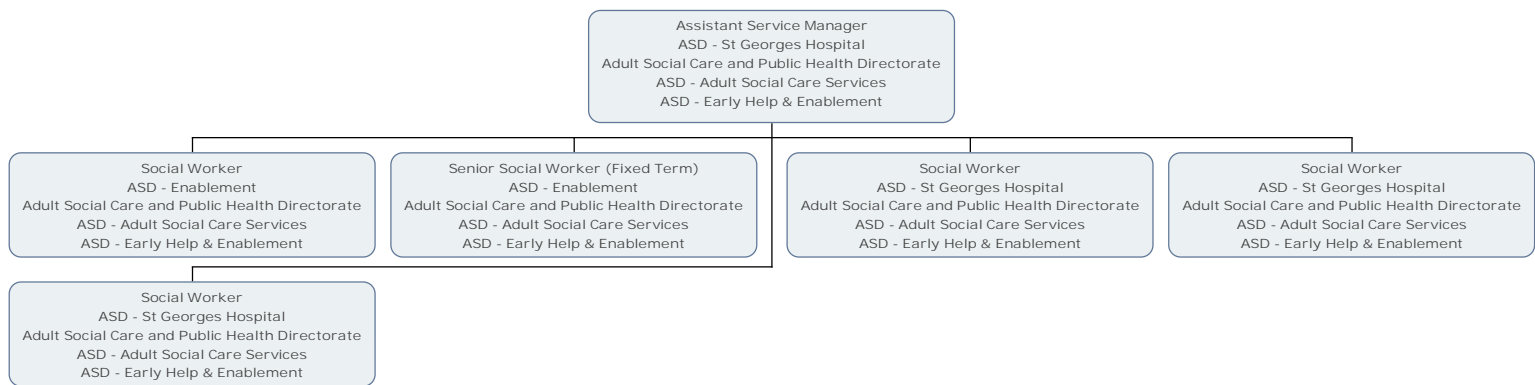 Assistant Service Manager
ASD - St Georges Hospital
Adult Social Care and Public Health Directorate
ASD - Adult Social Care Services
ASD - Early Help & Enablement
Social Worker
ASD - Enablement
Adult Social Care and Public Health Directorate
ASD - Adult Social Care Services
ASD - Early Help & Enablement
Senior Social Worker (Fixed Term)
ASD - Enablement
Adult Social Care and Public Health Directorate
ASD - Adult Social Care Services
ASD - Early Help & Enablement
Social Worker
ASD - St Georges Hospital
Adult Social Care and Public Health Directorate
ASD - Adult Social Care Services
ASD - Early Help & Enablement
Social Worker
ASD - St Georges Hospital
Adult Social Care and Public Health Directorate
ASD - Adult Social Care Services
ASD - Early Help & Enablement
Social Worker
ASD - St Georges Hospital
Adult Social Care and Public Health Directorate
ASD - Adult Social Care Services
ASD - Early Help & Enablement